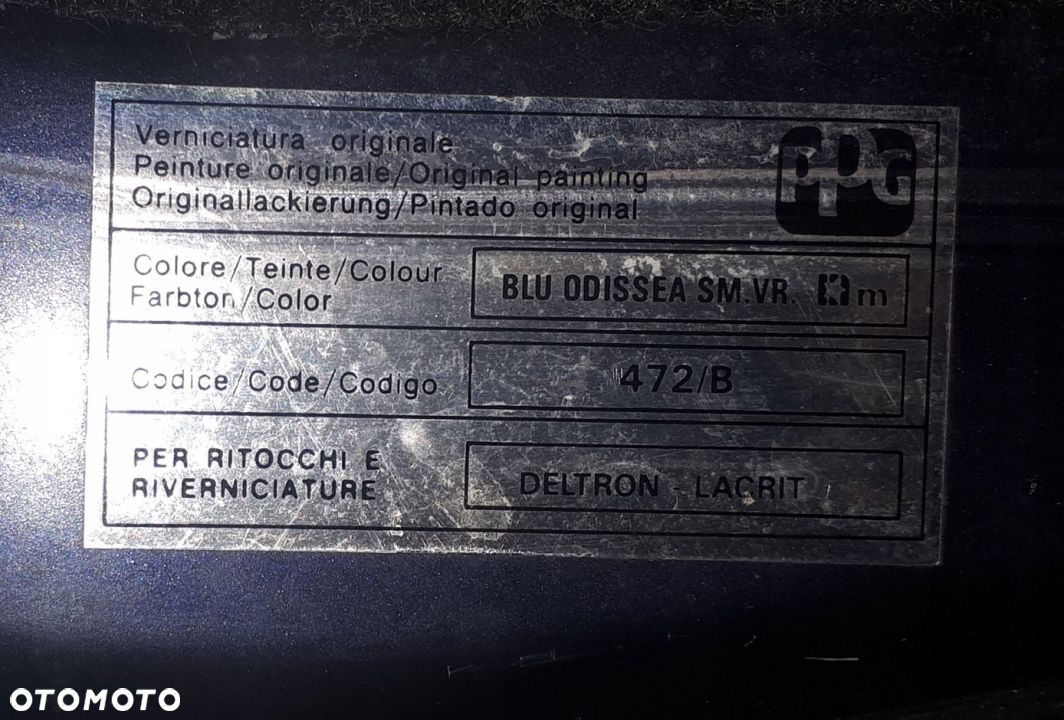 Verniciatura originale
Peinture originale/Original painting
Originallackierung/Pintado original
PPG
Colore/Teinte/Colour
Farbton/Color
BLU ODISSEA SM.VR. m
Codice/Code/Codigo
472/B
PER RITOCCHI E
RIVERNICIATURE
DELTRON - LACRIT
OTOMOTO